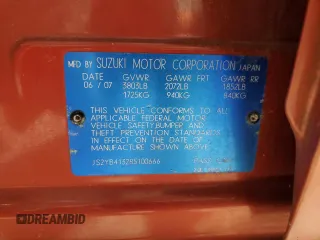 MFD BY SUZUKI MOTOR CORPORATION JAPAN
DATE GVWR GAWR FRT GAWR RR
06 / 07 3803LB 2072LB 1852LB
1725KG 940KG 840KG
THIS VEHICLE CONFORMS TO ALL
APPLICABLE FEDERAL MOTOR
VEHICLE SAFETY,BUMPER AND
THEFT PREVENTION STANDARDS
IN EFFECT ON THE DATE OF
MANUFACTURE SHOWN ABOVE.
DREAMBID